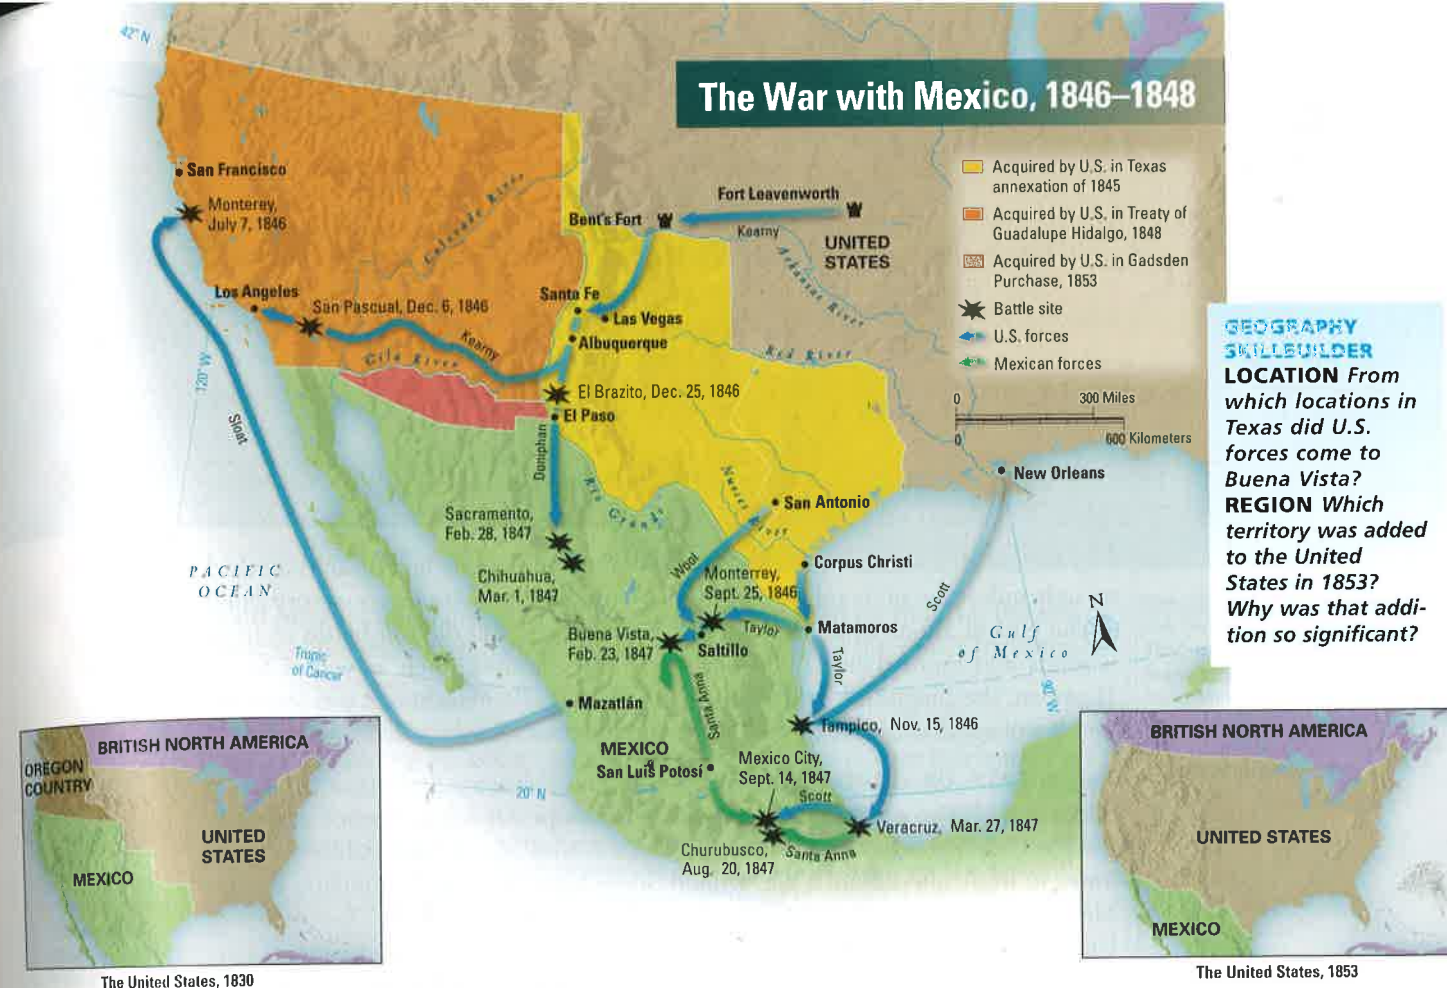 The War with Mexico, 1846–1848
42° N
Acquired by U.S. in Texas
annexation of 1845
Acquired by U.S. in Treaty of
Guadalupe Hidalgo, 1848
Acquired by U.S. in Gadsden
Purchase, 1853
Battle site
U.S. forces
Mexican forces
0 300 Miles
0 600 Kilometers
San Francisco
Monterey,
July 7, 1846
Colorado River
Fort Leavenworth
Bent's Fort
Kearny
UNITED
STATES
Arkansas River
Los Angeles
San Pascual, Dec. 6, 1846
Santa Fe
Las Vegas
Albuquerque
Kearny
Gila River
Red River
120° W
Sloat
El Brazito, Dec. 25, 1846
El Paso
Doniphan
Rio Grande
Nueces River
New Orleans
San Antonio
Sacramento,
Feb. 28, 1847
Chihuahua,
Mar. 1, 1847
Wool
Monterrey,
Sept. 25, 1846
Corpus Christi
Scott
PACIFIC
OCEAN
Buena Vista,
Feb. 23, 1847
Taylor
Saltillo
Matamoros
Taylor
Gulf
of Mexico
N
Tropic
of Cancer
Mazatlán
Santa Anna
Tampico, Nov. 15, 1846
90° W
MEXICO
San Luis Potosí
Mexico City,
Sept. 14, 1847
20° N
Scott
Veracruz, Mar. 27, 1847
Churubusco,
Aug. 20, 1847
Santa Anna
GEOGRAPHY
SKILLBUILDER
LOCATION From
which locations in
Texas did U.S.
forces come to
Buena Vista?
REGION Which
territory was added
to the United
States in 1853?
Why was that addi-
tion so significant?
BRITISH NORTH AMERICA
OREGON
COUNTRY
UNITED
STATES
MEXICO
The United States, 1830
BRITISH NORTH AMERICA
UNITED STATES
MEXICO
The United States, 1853